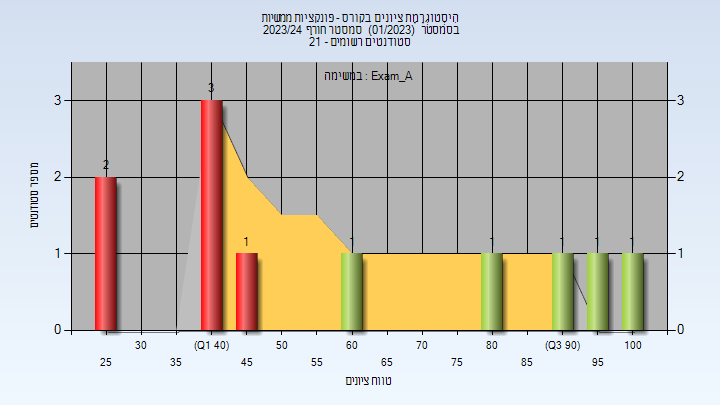 היסטוגרמת ציונים בקורס - פונקציות ממשיות
בסמסטר (01/2023) סמסטר חורף 2023/24
סטודנטים רשומים - 21
במשימה : Exam_A
מספר סטודנטים
3 3
2 2
1 1
0 0
2 3 1 1 1 1 1 1
30 (Q1 40) 50 60 70 80 (Q3 90) 100
25 35 45 55 65 75 85 95
טווח ציונים